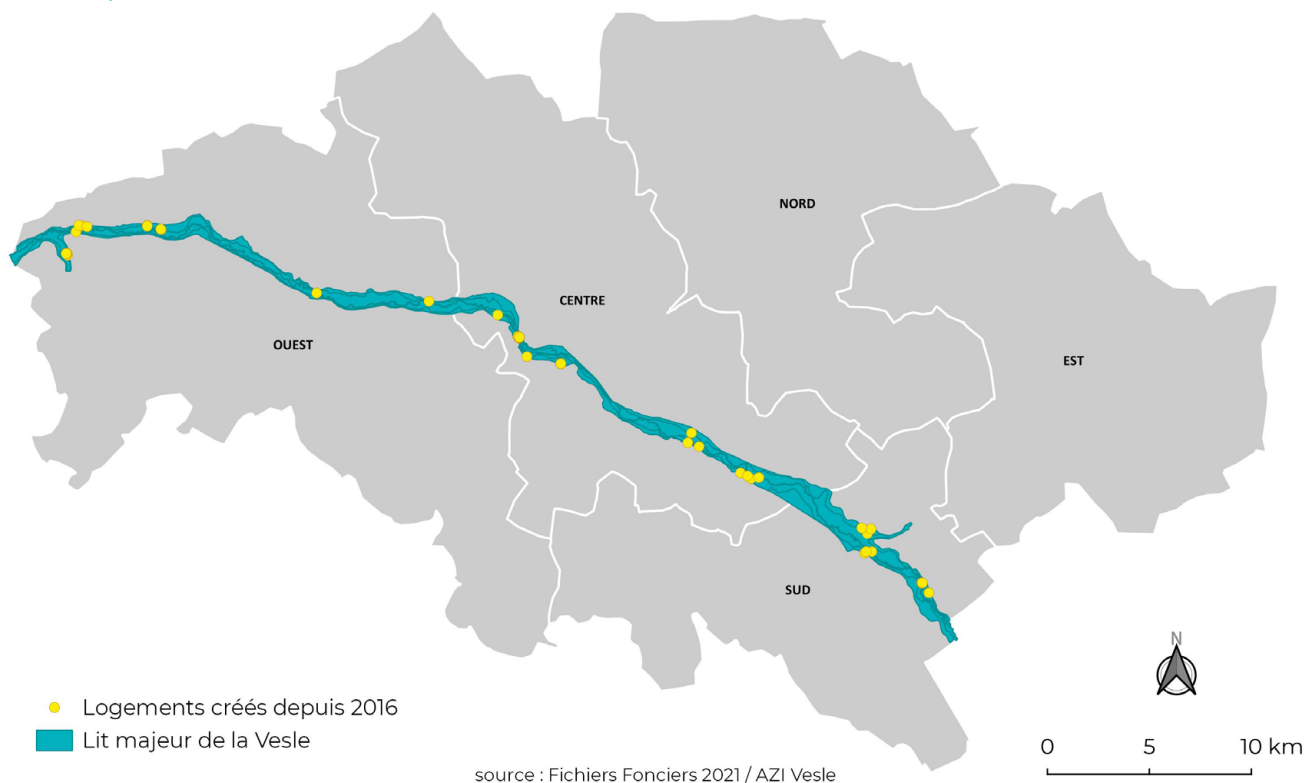 NORD
CENTRE
OUEST
EST
SUD
N
Logements créés depuis 2016
Lit majeur de la Vesle
0 5 10 km
source : Fichiers Fonciers 2021 / AZI Vesle